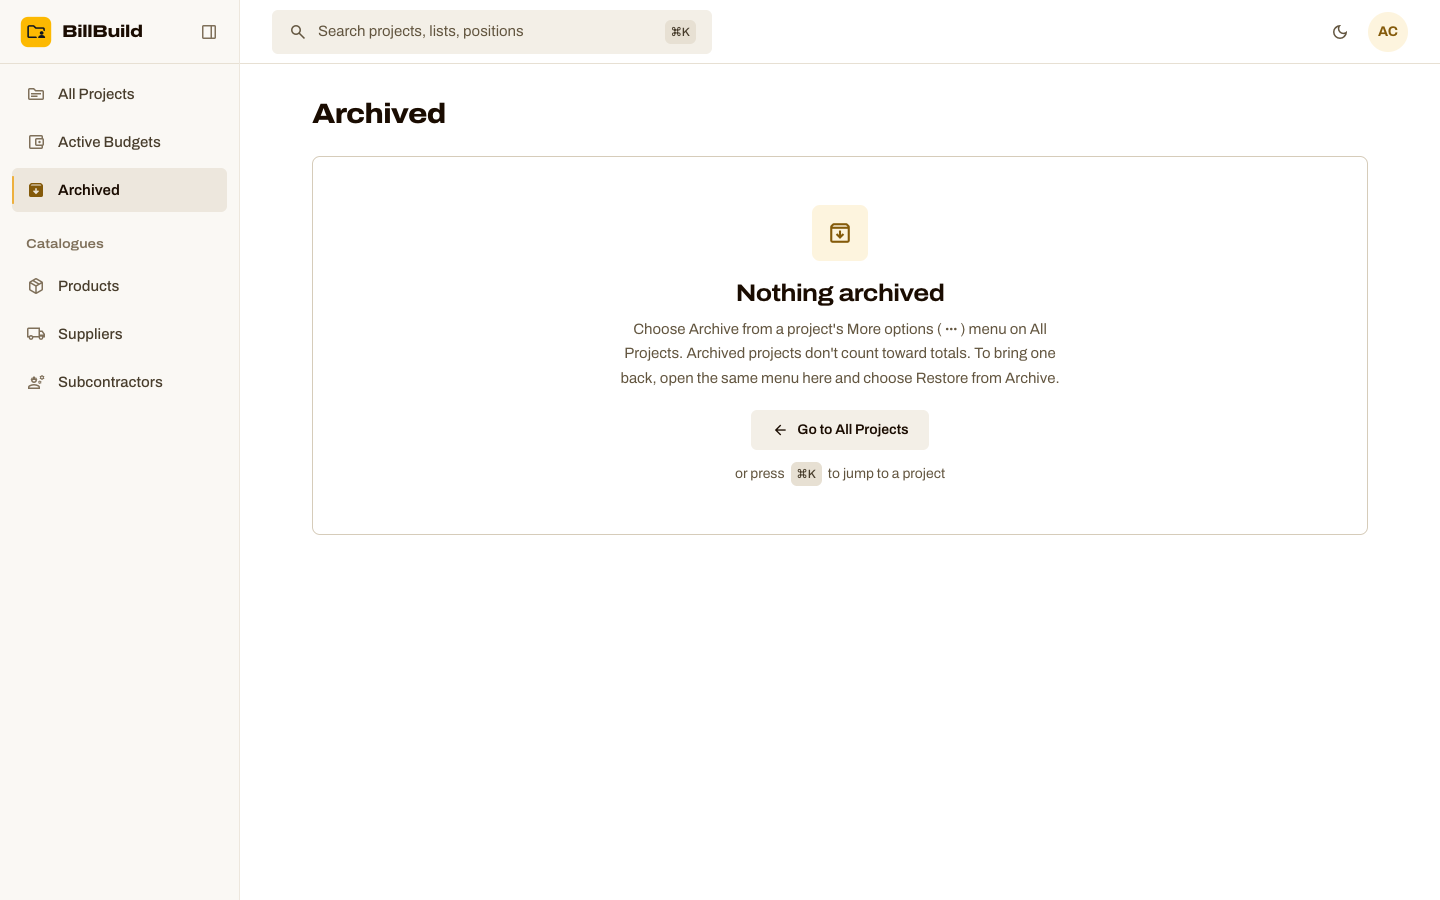 BillBuild
Search projects, lists, positions ⌘K
AC
All Projects
Active Budgets
Archived
Catalogues
Products
Suppliers
Subcontractors
Archived
Nothing archived
Choose Archive from a project's More options ( ··· ) menu on All
Projects. Archived projects don't count toward totals. To bring one
back, open the same menu here and choose Restore from Archive.
Go to All Projects
or press ⌘K to jump to a project